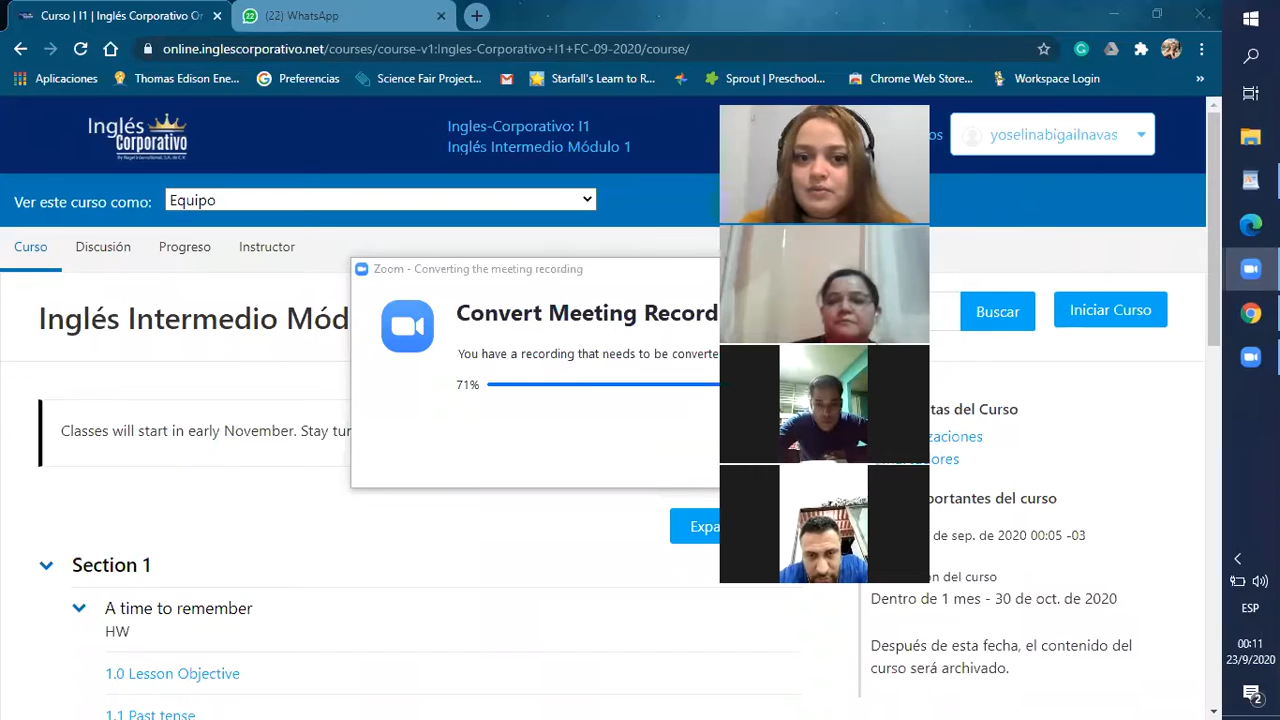 Curso | I1 | Inglés Corporativo Or
(22) WhatsApp
online.inglescorporativo.net/courses/course-v1:Ingles-Corporativo+I1+FC-09-2020/course/
Aplicaciones
Thomas Edison Ene...
Preferencias
Science Fair Project...
Starfall's Learn to R...
Sprout | Preschool...
Chrome Web Store...
Workspace Login
Inglés
Corporativo
Ingles-Corporativo: I1
Inglés Intermedio Módulo 1
os
yoselinabigailnavas
Ver este curso como:
Equipo
Curso
Discusión
Progreso
Instructor
Zoom - Converting the meeting recording
Inglés Intermedio Mód
Convert Meeting Record
Buscar
Iniciar Curso
You have a recording that needs to be converte
71%
tas del Curso
Classes will start in early November. Stay tur
zaciones
portantes del curso
Expa
de sep. de 2020 00:05 -03
Section 1
ón del curso
Dentro de 1 mes - 30 de oct. de 2020
A time to remember
HW
Después de esta fecha, el contenido del
curso será archivado.
1.0 Lesson Objective
1.1 Past tense
ESP
00:11
23/9/2020
2